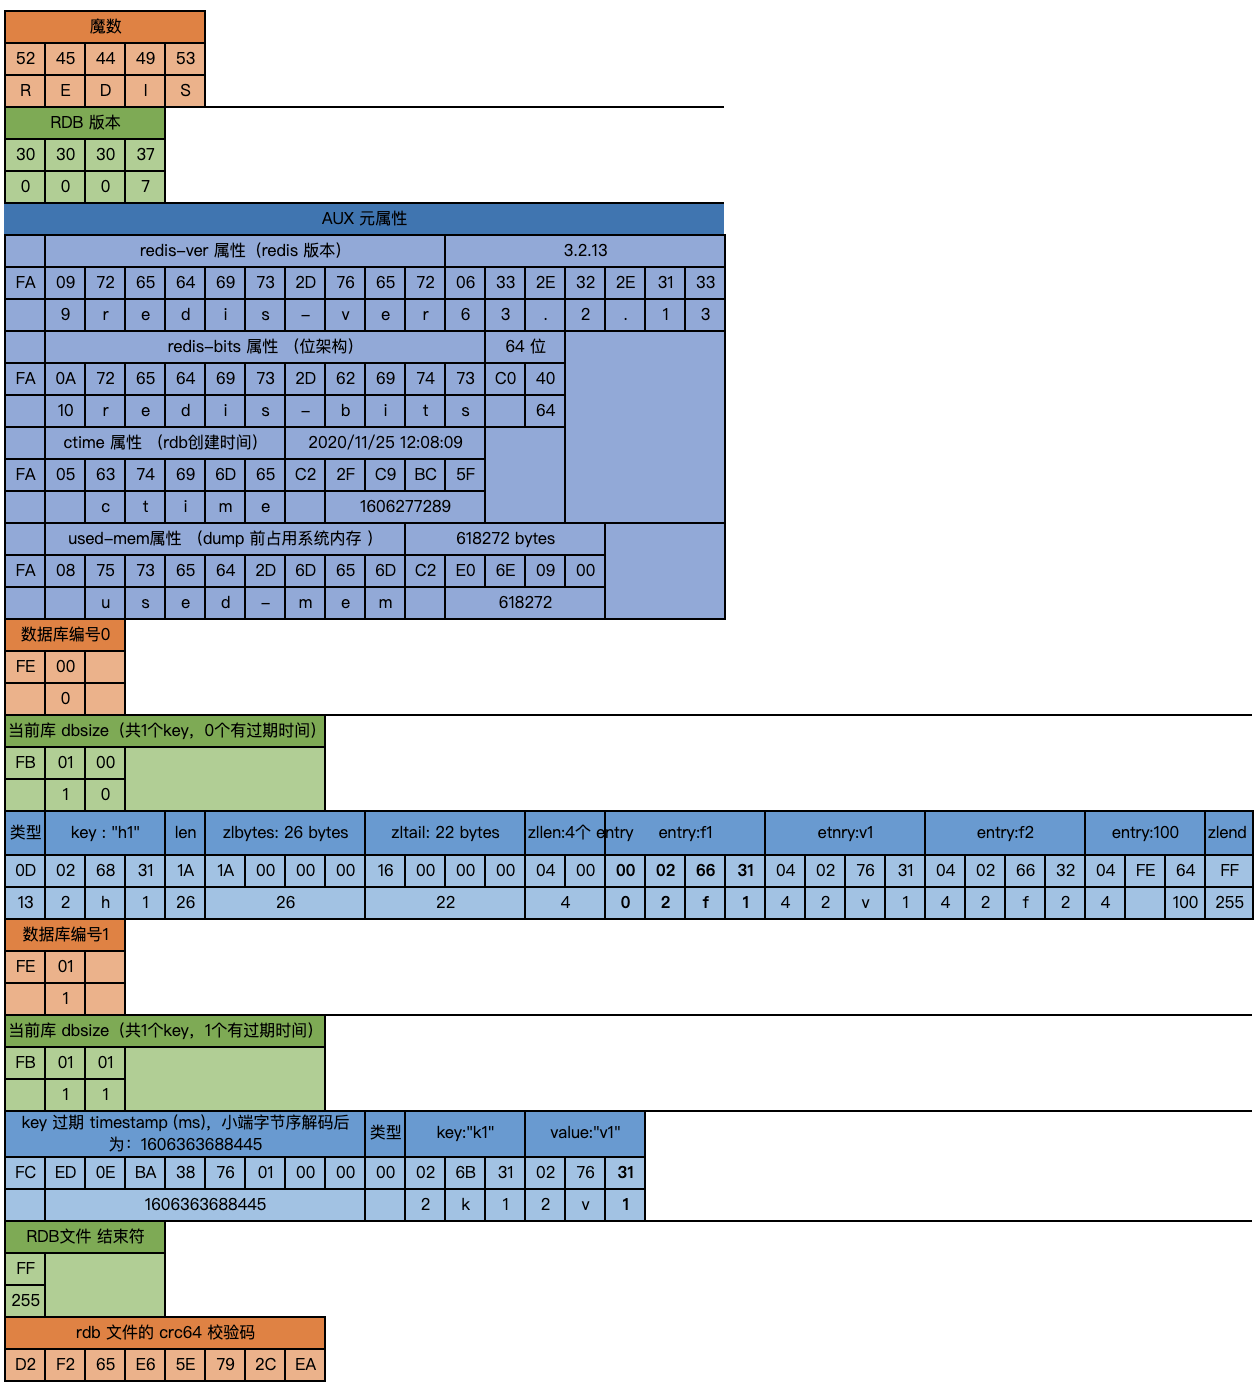 魔数
52 45 44 49 53
R E D I S
RDB 版本
30 30 30 37
0 0 0 7
AUX 元属性
redis-ver 属性（redis 版本） 3.2.13
FA 09 72 65 64 69 73 2D 76 65 72 06 33 2E 32 2E 31 33
9 r e d i s - v e r 6 3 . 2 . 1 3
redis-bits 属性 （位架构） 64 位
FA 0A 72 65 64 69 73 2D 62 69 74 73 C0 40
10 r e d i s - b i t s 64
ctime 属性 （rdb创建时间） 2020/11/25 12:08:09
FA 05 63 74 69 6D 65 C2 2F C9 BC 5F
c t i m e 1606277289
used-mem属性 （dump 前占用系统内存 ） 618272 bytes
FA 08 75 73 65 64 2D 6D 65 6D C2 E0 6E 09 00
u s e d - m e m 618272
数据库编号0
FE 00
0
当前库 dbsize（共1个key，0个有过期时间）
FB 01 00
1 0
类型 key : "h1" len zlbytes: 26 bytes zltail: 22 bytes zllen:4个 entry entry:f1 etnry:v1 entry:f2 entry:100 zlend
0D 02 68 31 1A 1A 00 00 00 16 00 00 00 04 00 00 02 66 31 04 02 76 31 04 02 66 32 04 FE 64 FF
13 2 h 1 26 26 22 4 0 2 f 1 4 2 v 1 4 2 f 2 4 100 255
数据库编号1
FE 01
1
当前库 dbsize（共1个key，1个有过期时间）
FB 01 01
1 1
key 过期 timestamp (ms)，小端字节序解码后
为：1606363688445 类型 key:"k1" value:"v1"
FC ED 0E BA 38 76 01 00 00 00 02 6B 31 02 76 31
1606363688445 2 k 1 2 v 1
RDB文件 结束符
FF
255
rdb 文件的 crc64 校验码
D2 F2 65 E6 5E 79 2C EA